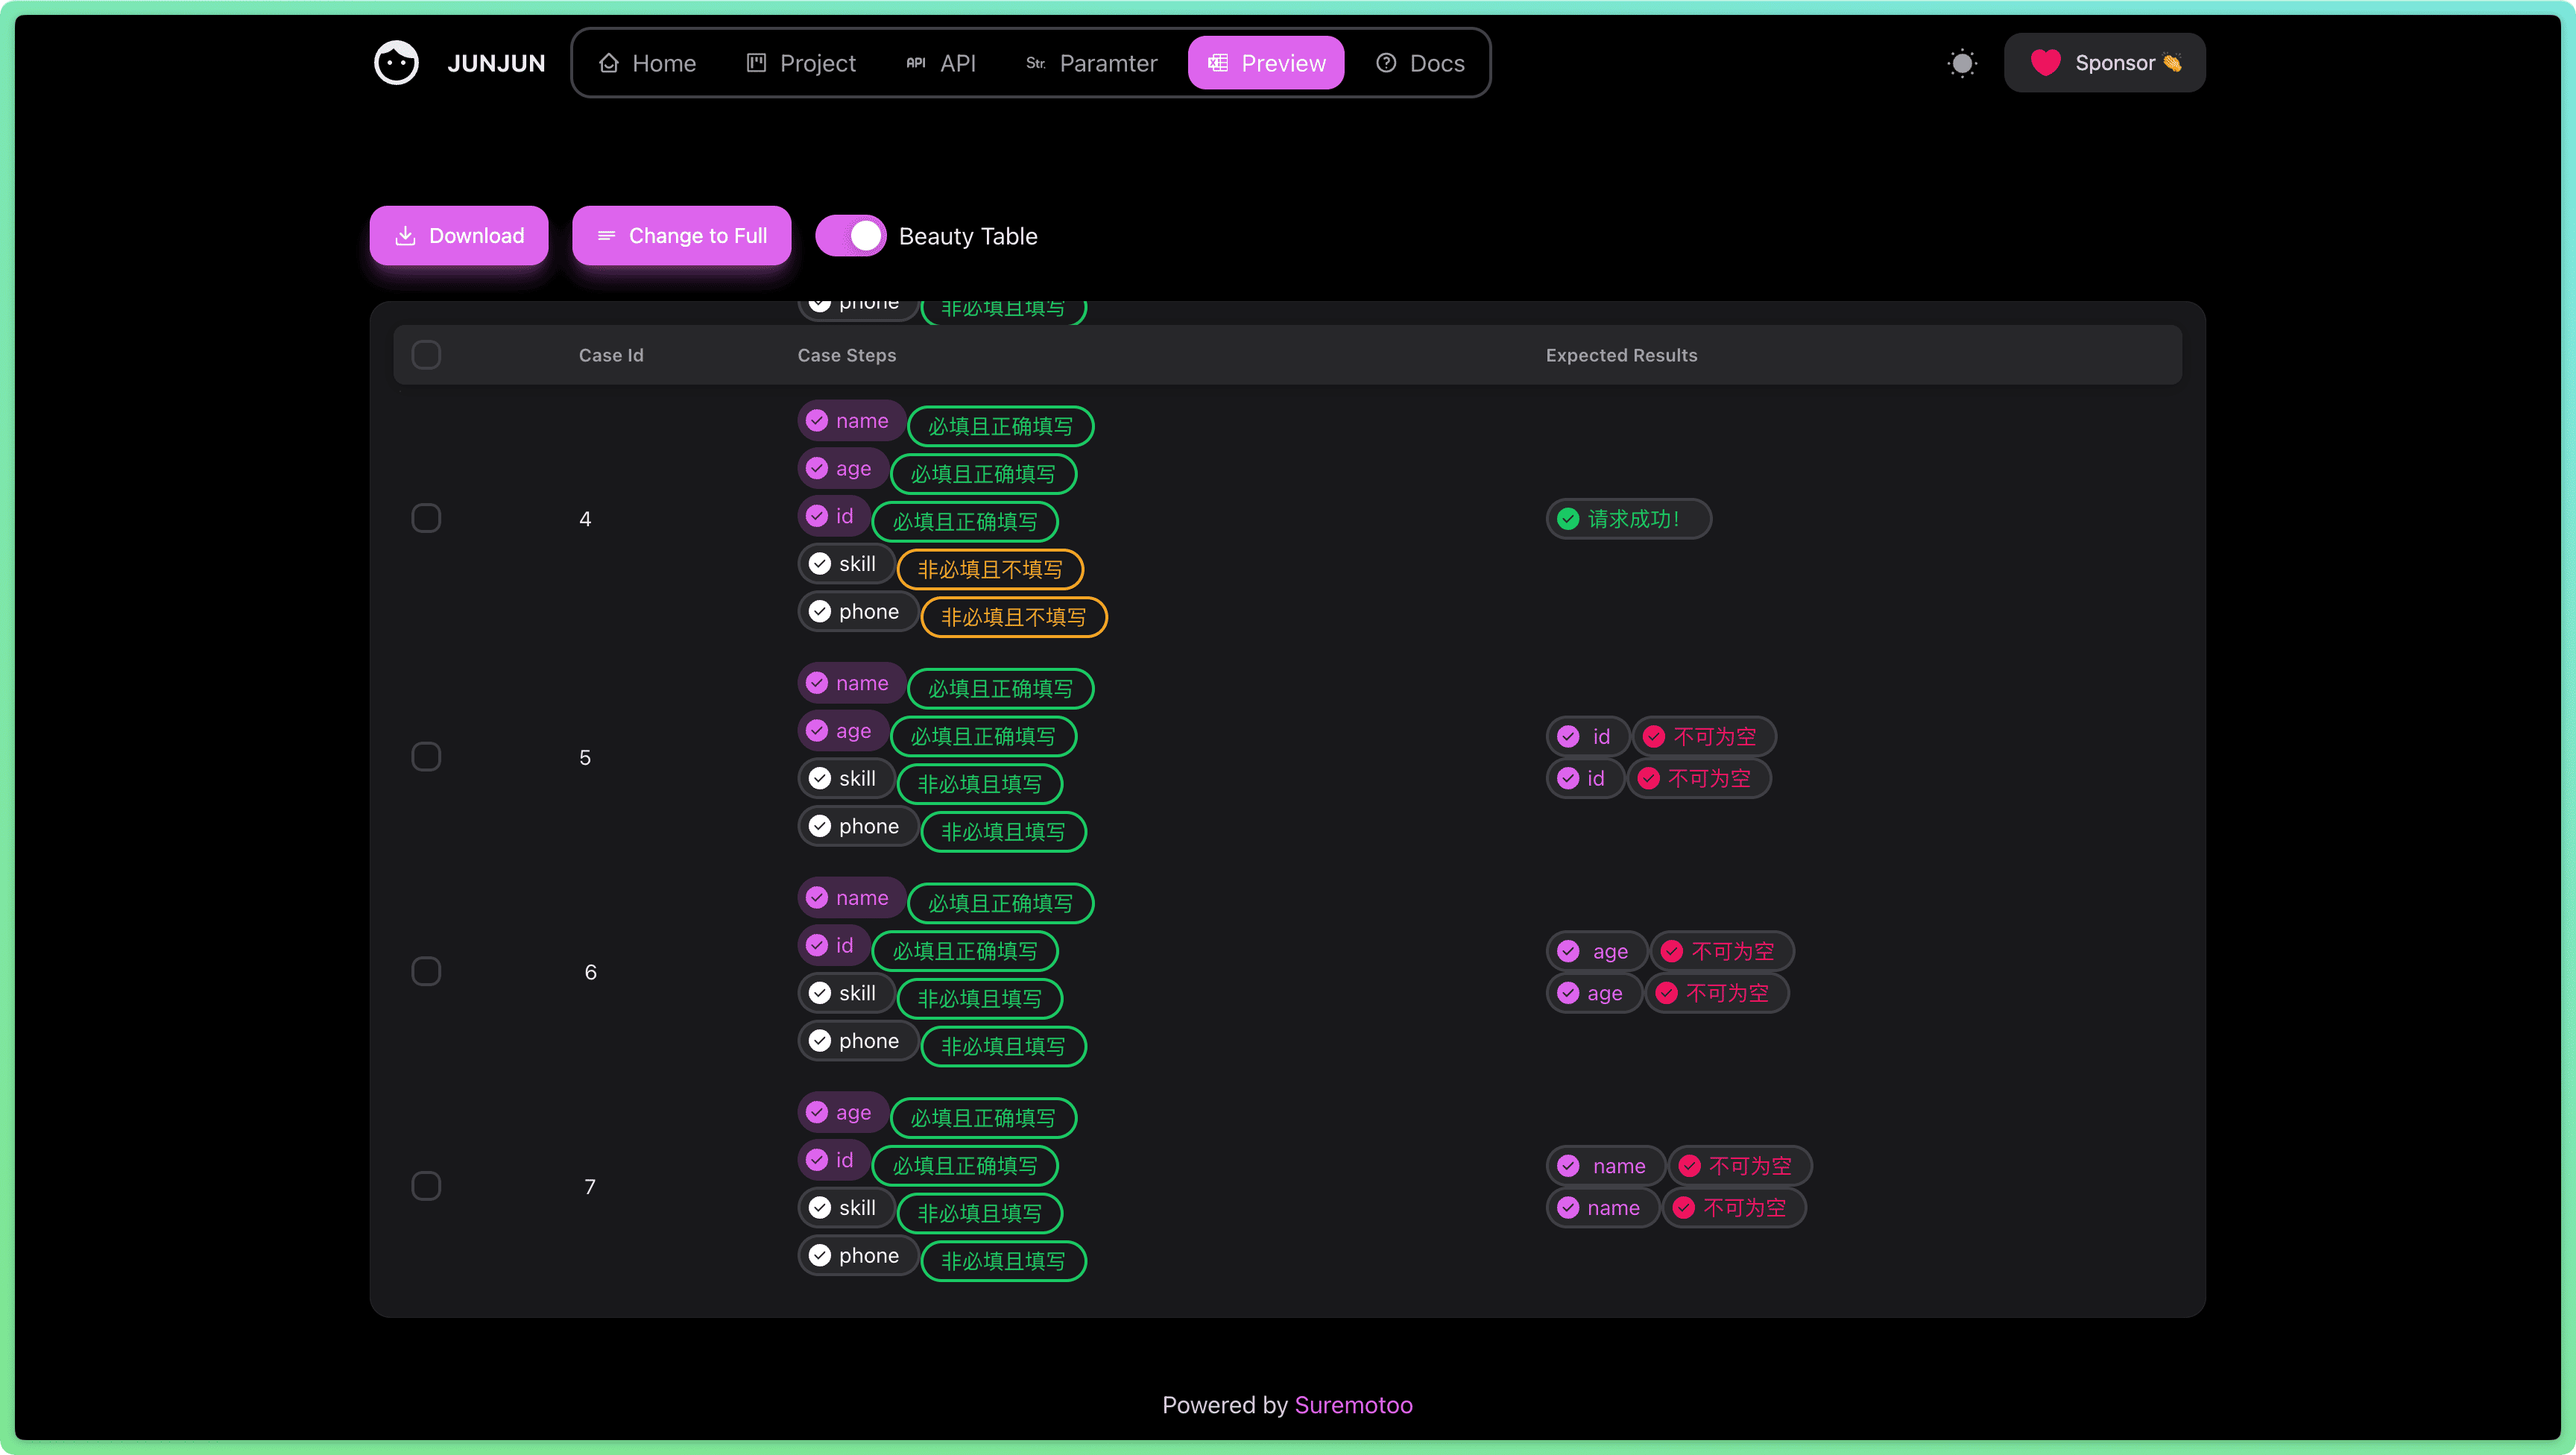 JUNJUN Home Project API API Str. Paramter Preview Docs Sponsor 👏
Download Change to Full Beauty Table
phone 非必填且填写
Case Id Case Steps Expected Results
name 必填且正确填写
age 必填且正确填写
id 必填且正确填写
4 请求成功!
skill 非必填且不填写
phone 非必填且不填写
name 必填且正确填写
age 必填且正确填写
id 不可为空
5
skill 非必填且填写
id 不可为空
phone 非必填且填写
name 必填且正确填写
id 必填且正确填写
age 不可为空
6
skill 非必填且填写
age 不可为空
phone 非必填且填写
age 必填且正确填写
id 必填且正确填写
name 不可为空
7
skill 非必填且填写
name 不可为空
phone 非必填且填写
Powered by Suremotoo